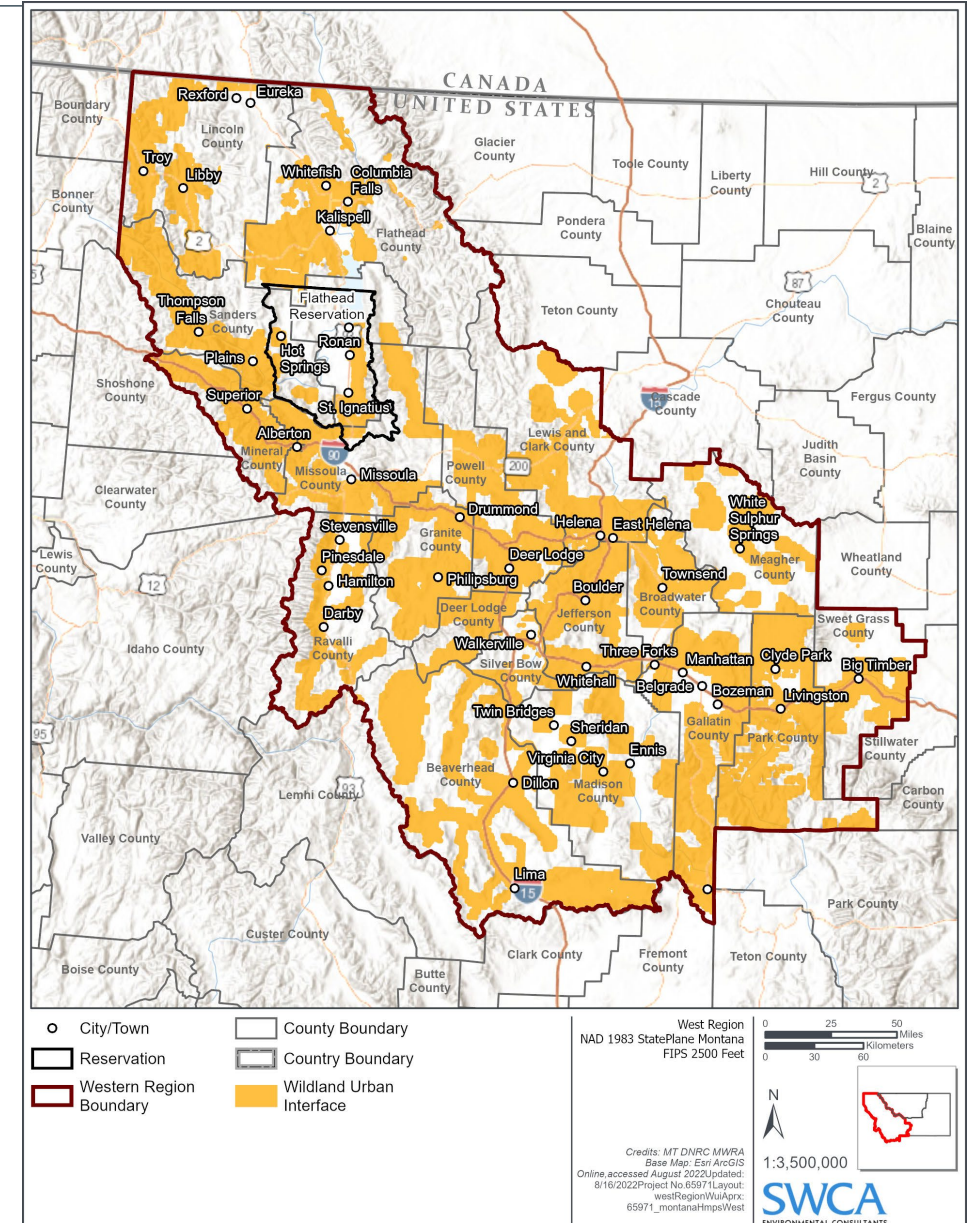 CANADA
UNITED STATES
Boundary
County
Rexford
Eureka
Lincoln
County
Glacier
County
Toole County
Liberty
County
Hill County
2
Troy
Libby
Whitefish
Columbia
Falls
Kalispell
Bonner
County
Flathead
County
Pondera
County
Blaine
County
2
5
87
Chouteau
County
Teton County
Thompson
Falls
Sanders
County
Flathead
Reservation
Ronan
Hot
Springs
Plains
St. Ignatius
Shoshone
County
Superior
Cascade
County
15
Fergus County
Alberton
Mineral
County
90
Missoula
County
Missoula
Lewis and
Clark County
200
Powell
County
Judith
Basin
County
Clearwater
County
Drummond
Helena
East Helena
White
Sulphur
Springs
Meagher
County
Wheatland
County
Stevensville
Granite
County
Deer Lodge
Pinesdale
Hamilton
Philipsburg
Boulder
Townsend
Broadwater
County
Lewis
County
12
Darby
Ravalli
County
Deer Lodge
County
Jefferson
County
Sweet Grass
County
Idaho County
Walkerville
Silver Bow
County
Three Forks
Manhattan
Clyde Park
Big Timber
Whitehall
Belgrade
Bozeman
Livingston
Twin Bridges
Sheridan
Gallatin
County
Park County
Stillwater
County
95
Virginia City
Ennis
Beaverhead
County
Dillon
Madison
County
Carbon
County
Lemhi County
93
Valley County
Lima
15
Park County
Custer County
Clark County
Fremont
County
Teton County
Boise County
Butte
County
City/Town
County Boundary
Reservation
Country Boundary
Western Region
Boundary
Wildland Urban
Interface
West Region
NAD 1983 StatePlane Montana
FIPS 2500 Feet
0 25 50
Miles
Kilometers
0 30 60
N
1:3,500,000
Credits: MT DNRC MWRA
Base Map: Esri ArcGIS
Online,accessed August 2022Updated:
8/16/2022Project No.65971Layout:
westRegionWuiAprx:
65971_montanaHmpsWest
SWCA
ENVIRONMENTAL CONSULTANTS